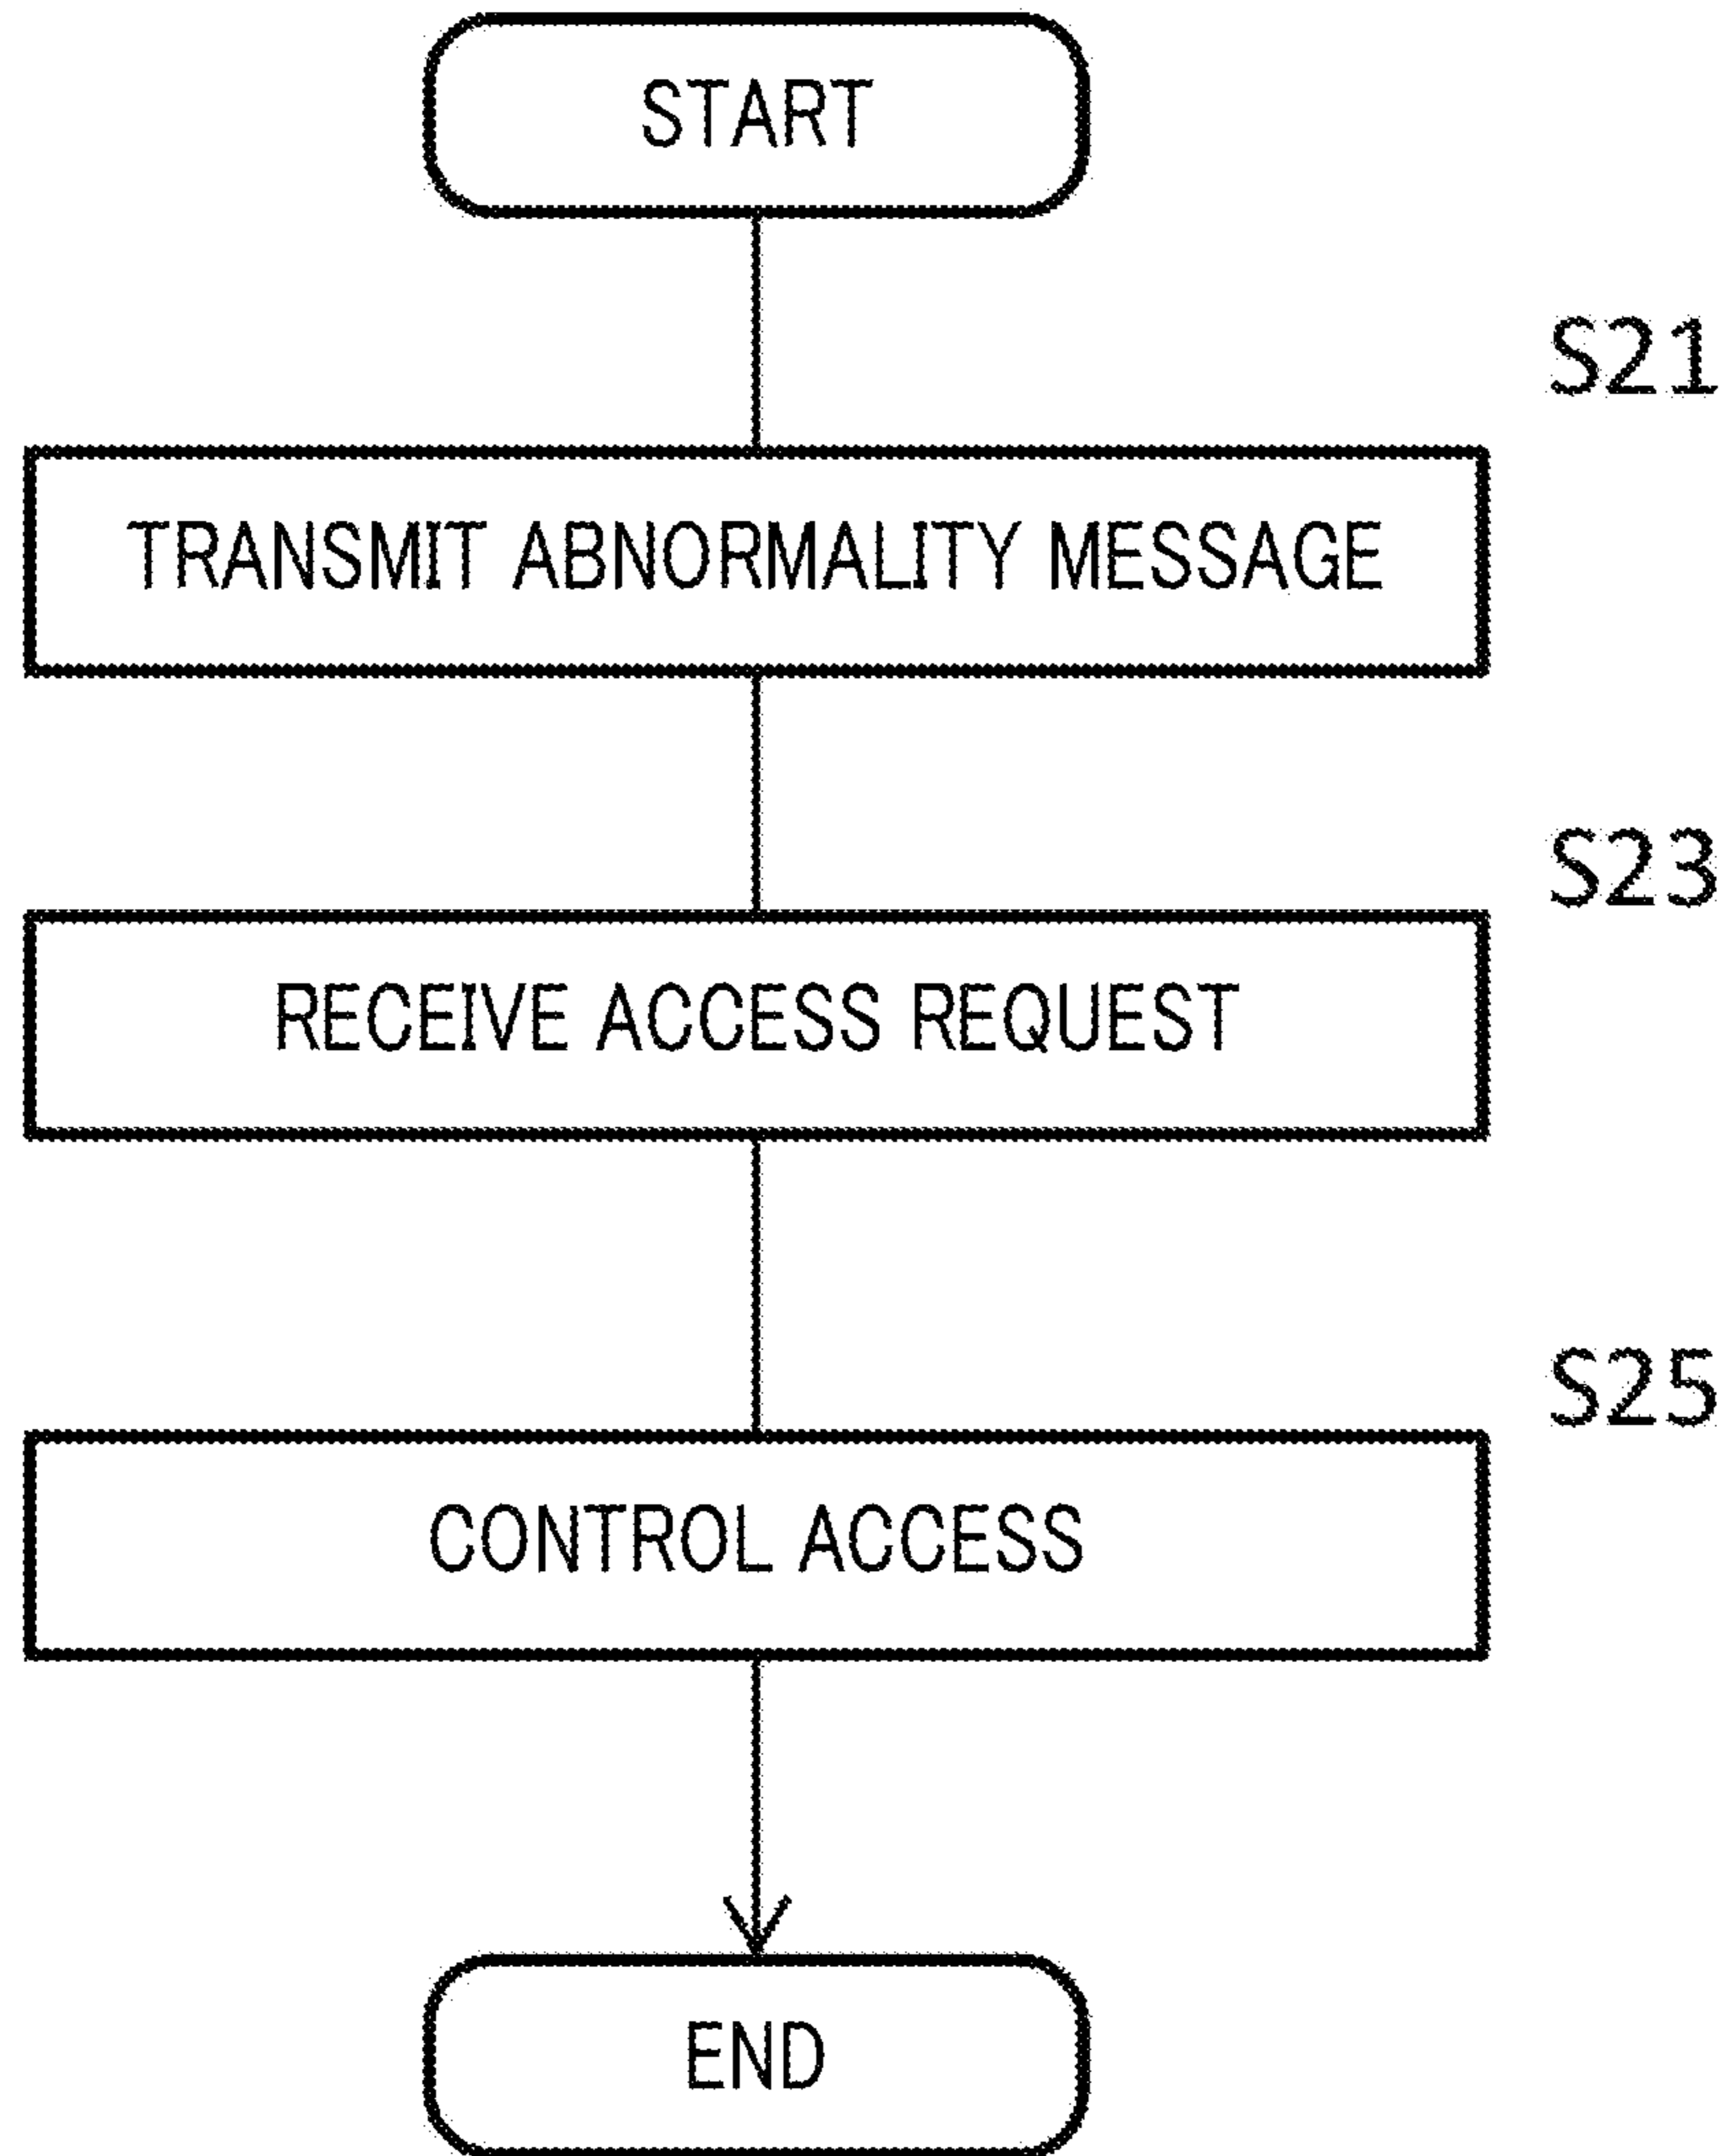 START
S21
TRANSMIT ABNORMALITY MESSAGE
S23
RECEIVE ACCESS REQUEST
S25
CONTROL ACCESS
END